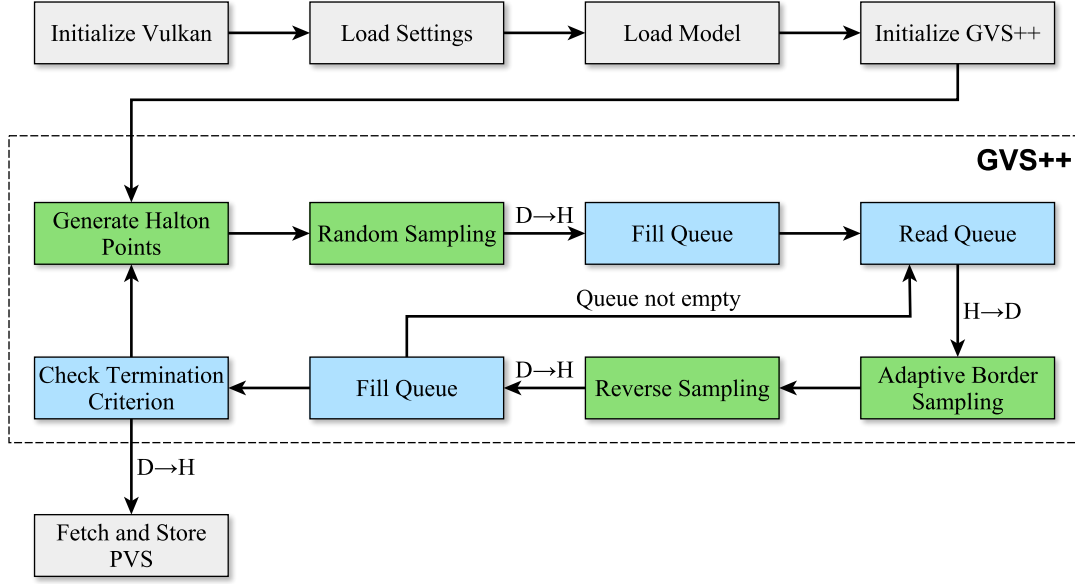 Initialize Vulkan
Load Settings
Load Model
Initialize GVS++
GVS++
Generate Halton
Points
Random Sampling
D→H
Fill Queue
Read Queue
Queue not empty
H→D
Check Termination
Criterion
Fill Queue
D→H
Reverse Sampling
Adaptive Border
Sampling
D→H
Fetch and Store
PVS